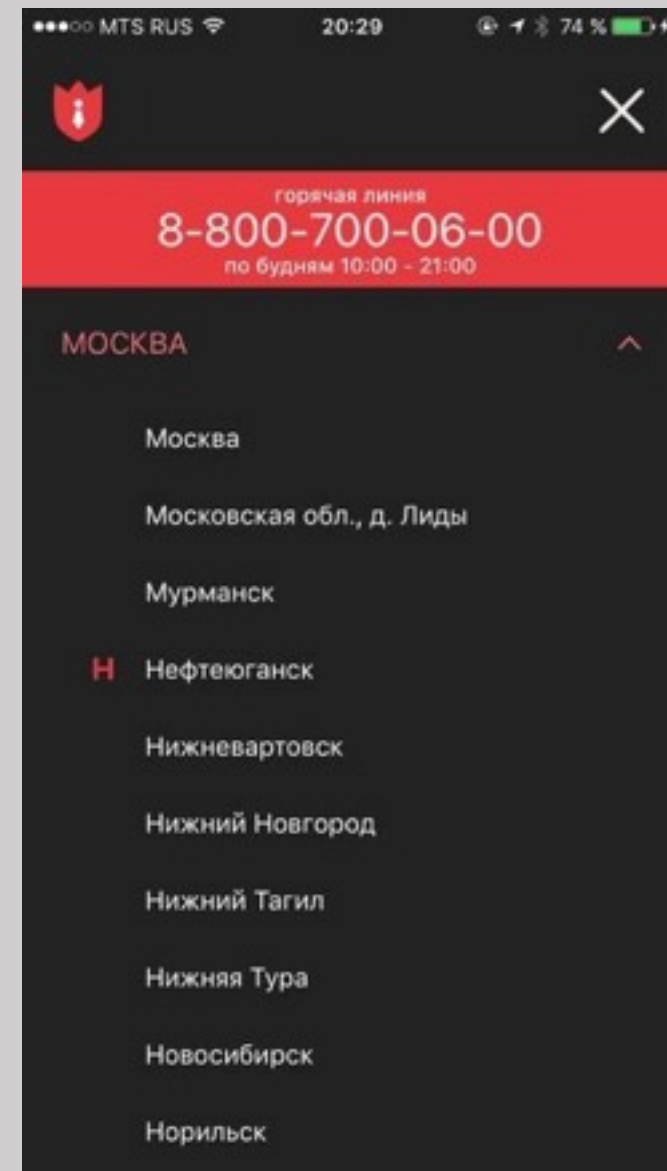 MTS RUS 20:29 74 %
горячая линия
8-800-700-06-00
по будням 10:00 - 21:00
МОСКВА
Москва
Московская обл., д. Лиды
Мурманск
Н Нефтеюганск
Нижневартовск
Нижний Новгород
Нижний Тагил
Нижняя Тура
Новосибирск
Норильск